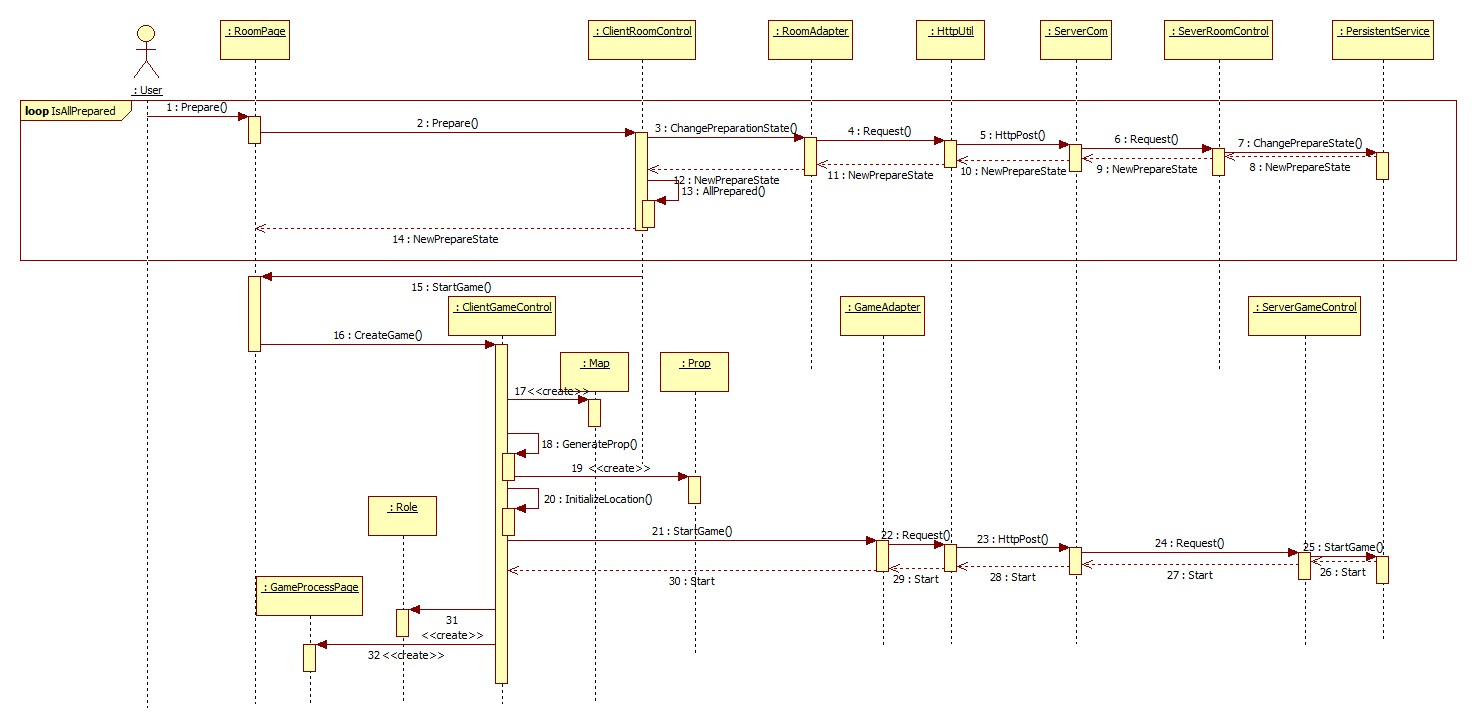 : RoomPage
: ClientRoomControl
: RoomAdapter
: HttpUtil
: ServerCom
: SeverRoomControl
: PersistentService
: User
loop IsAllPrepared
1 : Prepare()
2 : Prepare()
3 : ChangePreparationState()
4 : Request()
5 : HttpPost()
6 : Request()
7 : ChangePrepareState()
8 : NewPrepareState
9 : NewPrepareState
10 : NewPrepareState
11 : NewPrepareState
12 : NewPrepareState
13 : AllPrepared()
14 : NewPrepareState
15 : StartGame()
: ClientGameControl
: GameAdapter
: ServerGameControl
16 : CreateGame()
: Map
: Prop
17 <<create>>
18 : GenerateProp()
19 <<create>>
20 : InitializeLocation()
: Role
21 : StartGame()
22 : Request()
23 : HttpPost()
24 : Request()
25 : StartGame()
26 : Start
27 : Start
28 : Start
29 : Start
30 : Start
: GameProcessPage
31
<<create>>
32 <<create>>